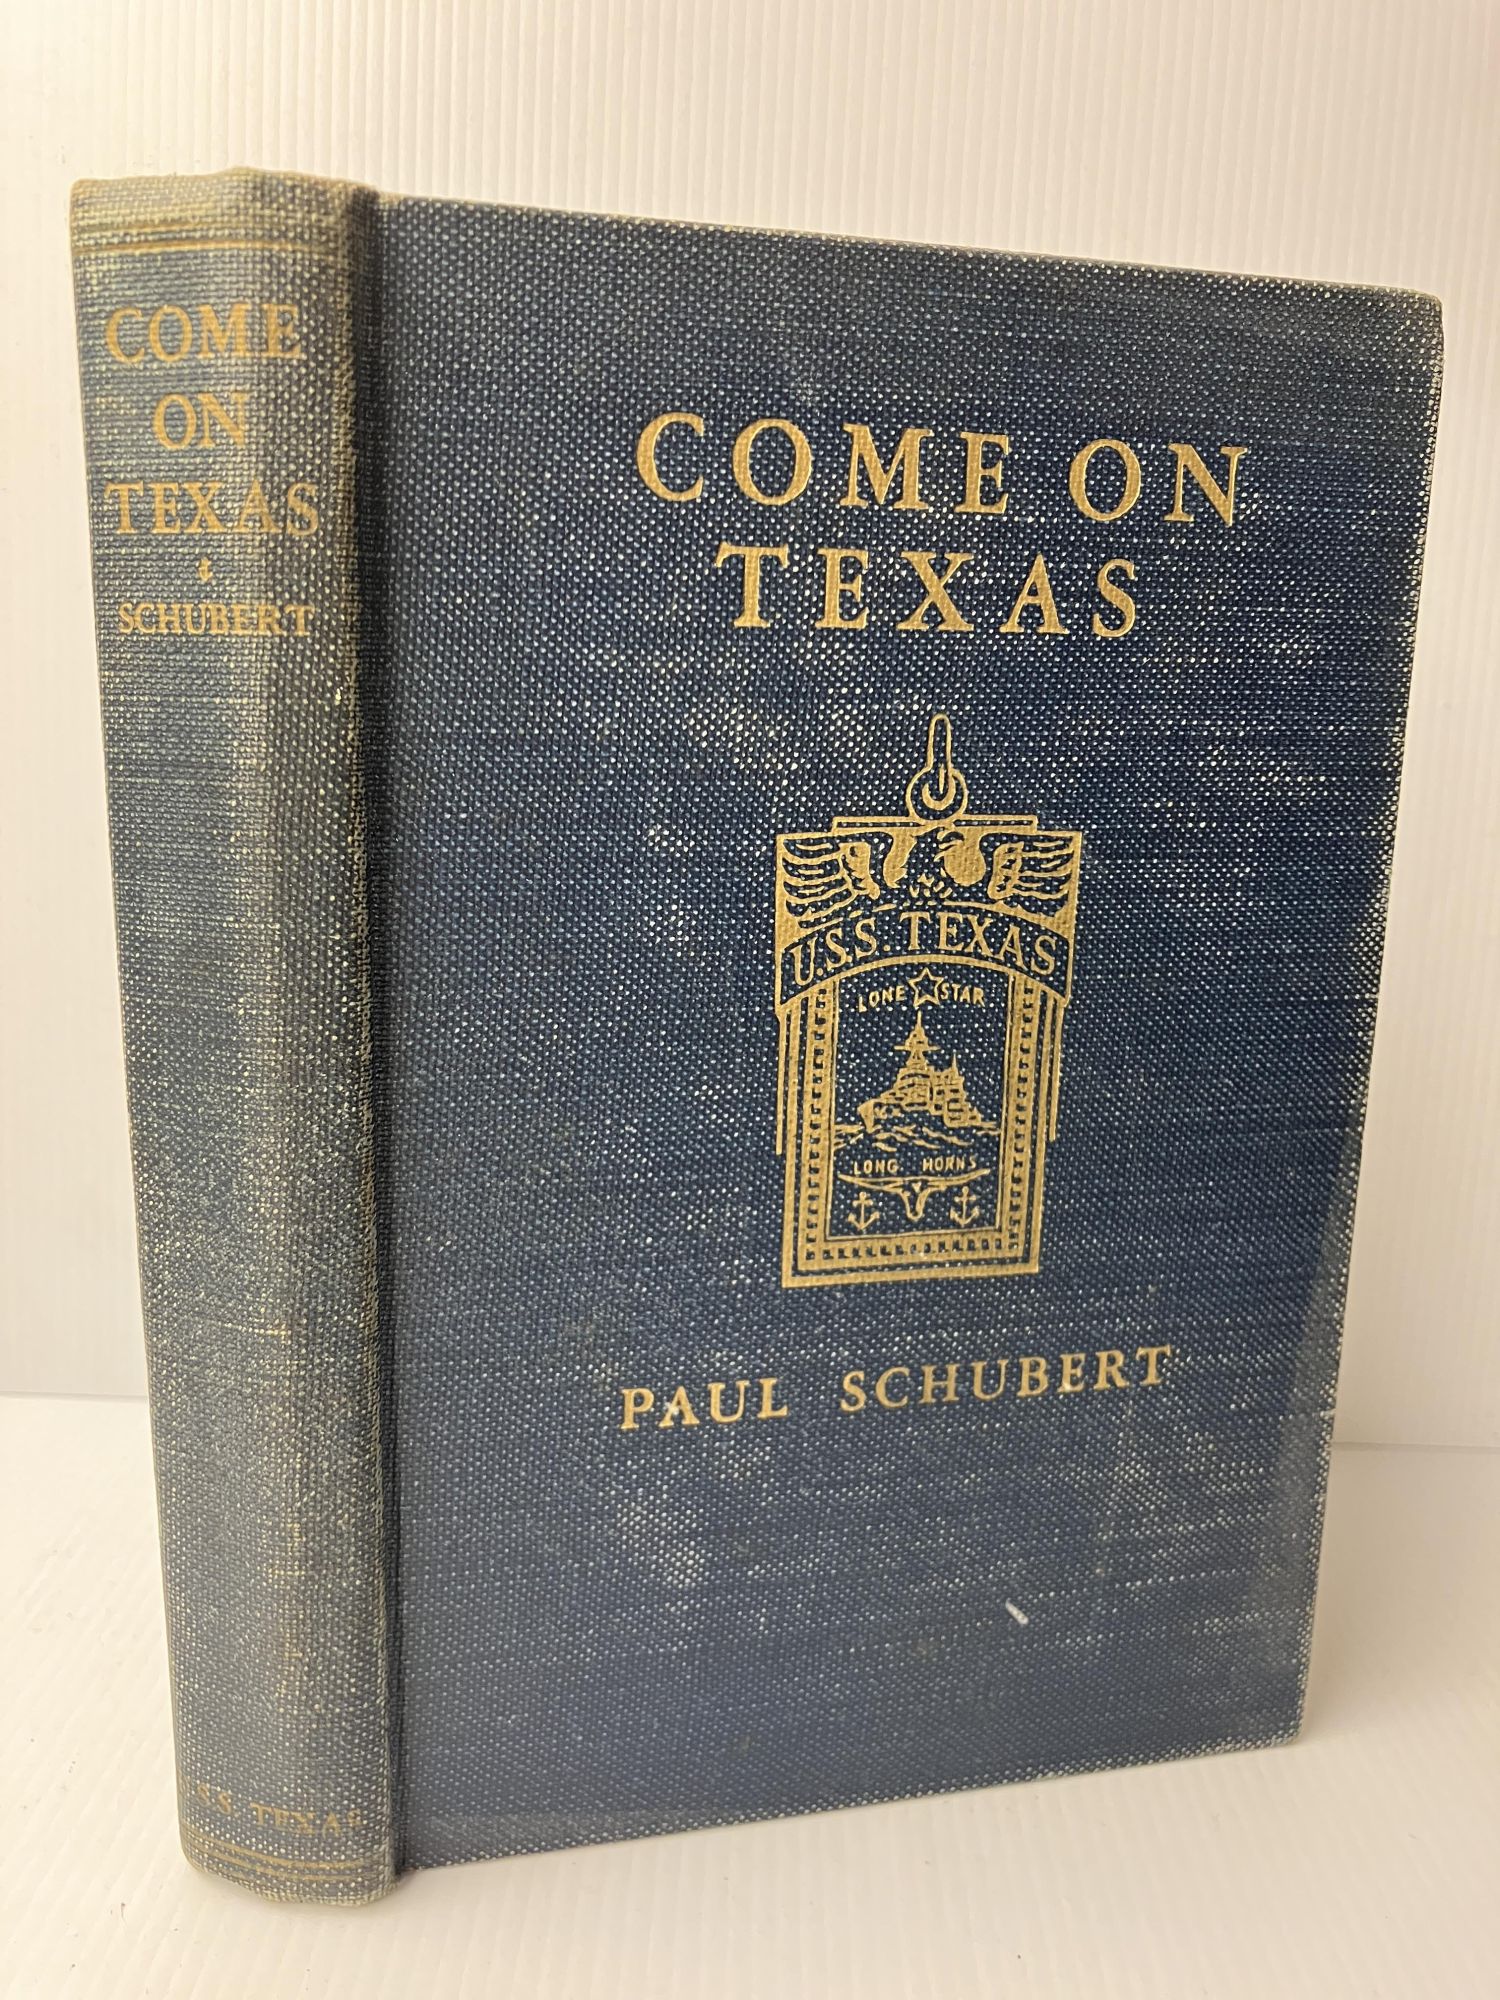 COME
ON
TEXAS
SCHUBERT
U.S.S. TEXAS
COME ON
TEXAS
U.S.S. TEXAS
LONE STAR
LONG HORNS
PAUL SCHUBERT